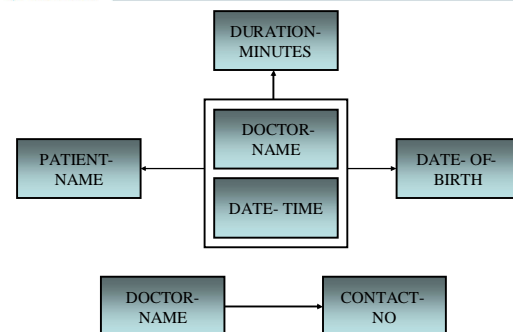 DURATION-
MINUTES
DOCTOR-
NAME
PATIENT-
NAME
DATE- OF-
BIRTH
DATE- TIME
DOCTOR-
NAME
CONTACT-
NO